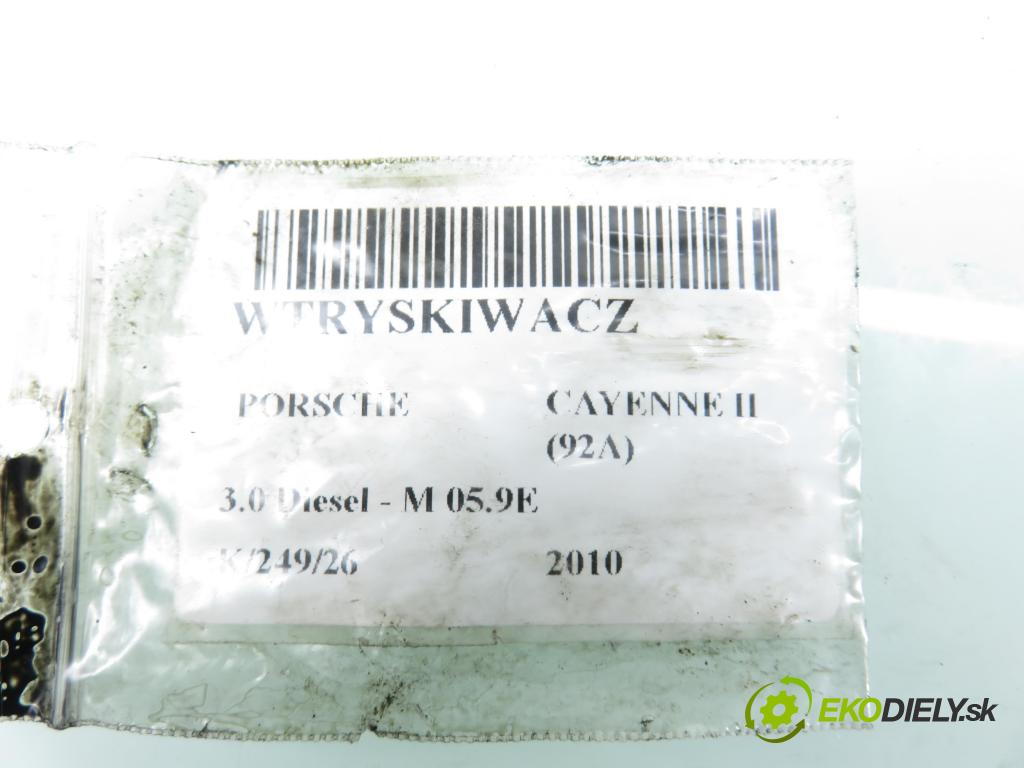 WTRYSKIWACZ
PORSCHE CAYENNE II
(92A)
3.0 Diesel - M 05.9E
K/249/26 2010
EKODIELY.sk